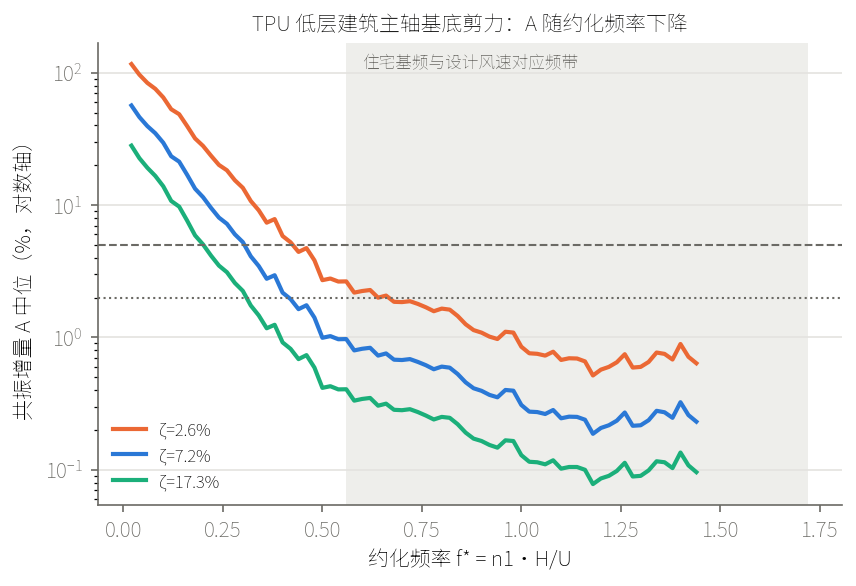 TPU 低层建筑主轴基底剪力：A 随约化频率下降
住宅基频与设计风速对应频带
共振增量 A 中位（%，对数轴）
10²
10¹
10⁰
10⁻¹
ζ=2.6%
ζ=7.2%
ζ=17.3%
0.00 0.25 0.50 0.75 1.00 1.25 1.50 1.75
约化频率 f* = n1・H/U